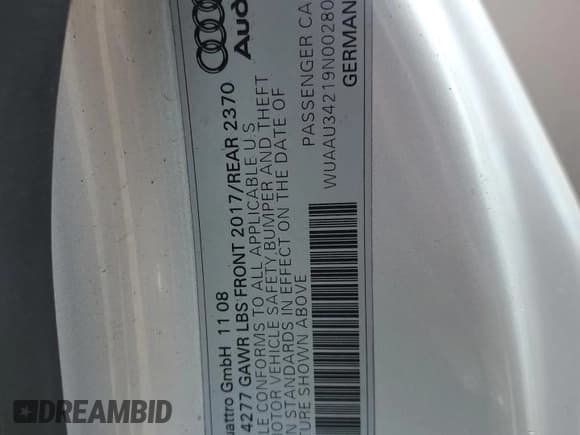 Audi
quattro GmbH 11 08
4277 GAWR LBS FRONT 2017/REAR 2370
LE CONFORMS TO ALL APPLICABLE U.S
MOTOR VEHICLE SAFETY, BUMPER AND THEFT
N STANDARDS IN EFFECT ON THE DATE OF
TURE SHOWN ABOVE
PASSENGER CA
WUAAU34219N00280
GERMAN
DREAMBID